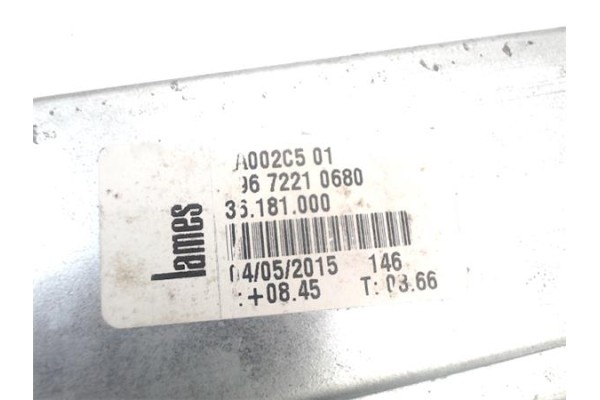 lames
A002C5 01
96 7221 0680
36.181.000
04/05/2015 146
: +08.45 T: 03.66